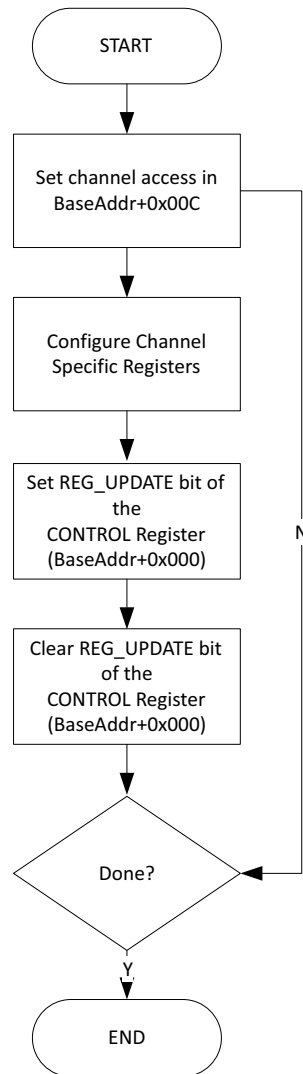 START
Set channel access in
BaseAddr+0x00C
Configure Channel
Specific Registers
Set REG_UPDATE bit of
the
CONTROL Register
(BaseAddr+0x000)
N
Clear REG_UPDATE bit
of the
CONTROL Register
(BaseAddr+0x000)
Done?
Y
END